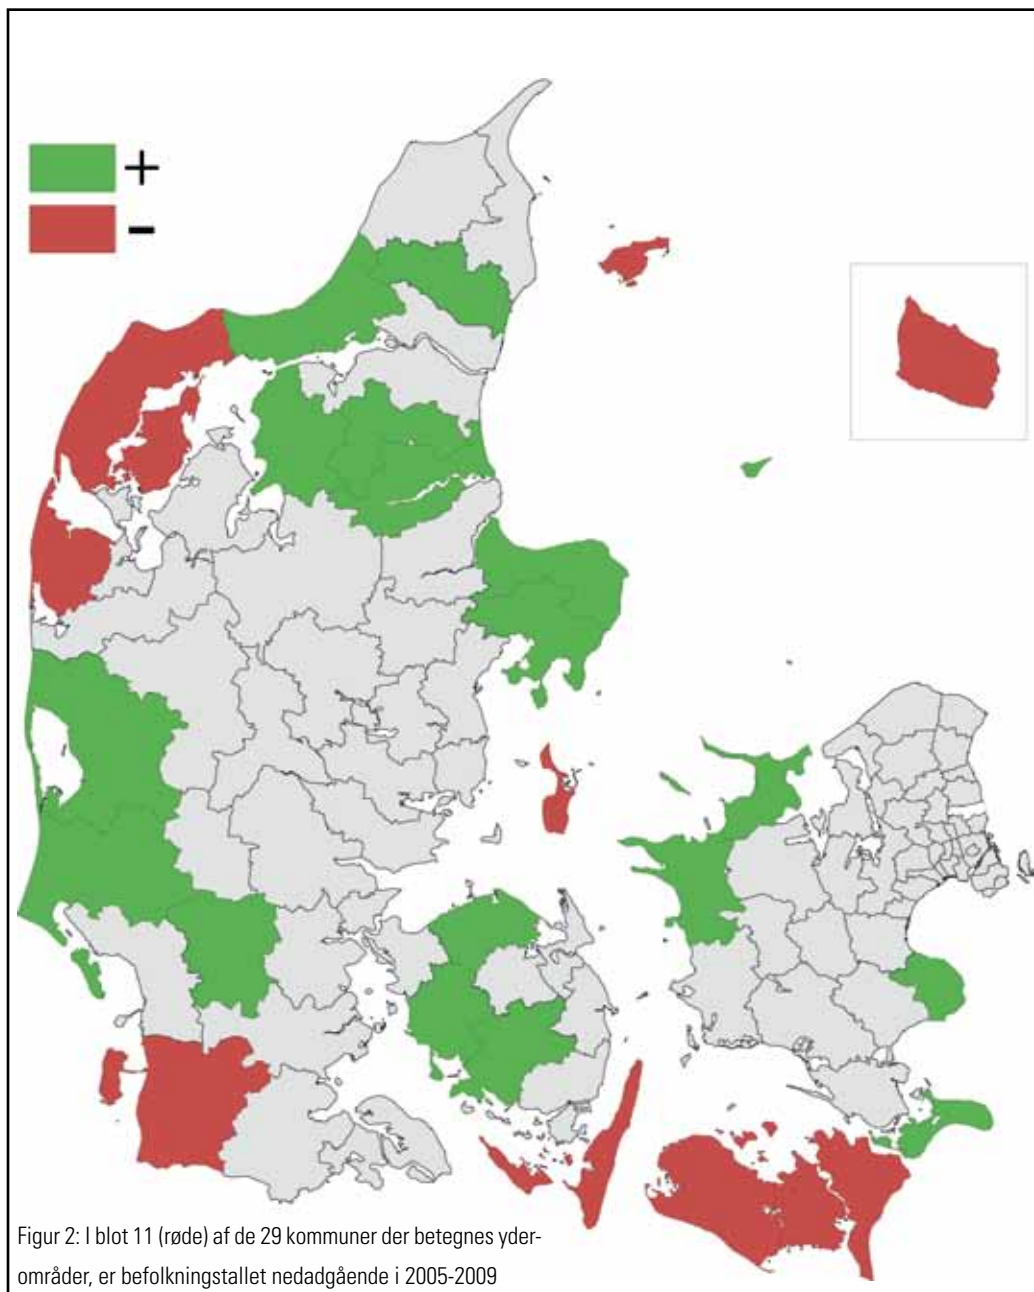 +
-
Figur 2: I blot 11 (røde) af de 29 kommuner der betegnes yder-
områder, er befolkningstallet nedadgående i 2005-2009